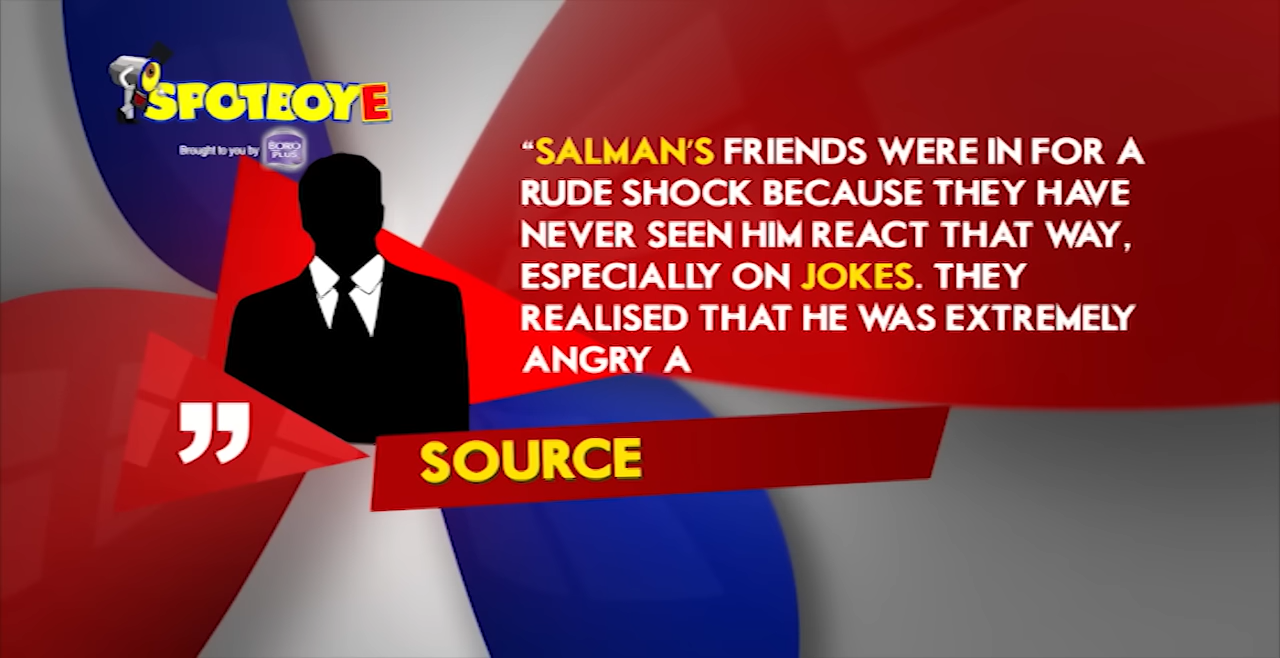 SPOTBOYE
Brought to you by BORO PLUS
“SALMAN'S FRIENDS WERE IN FOR A
RUDE SHOCK BECAUSE THEY HAVE
NEVER SEEN HIM REACT THAT WAY,
ESPECIALLY ON JOKES. THEY
REALISED THAT HE WAS EXTREMELY
ANGRY A
”
SOURCE